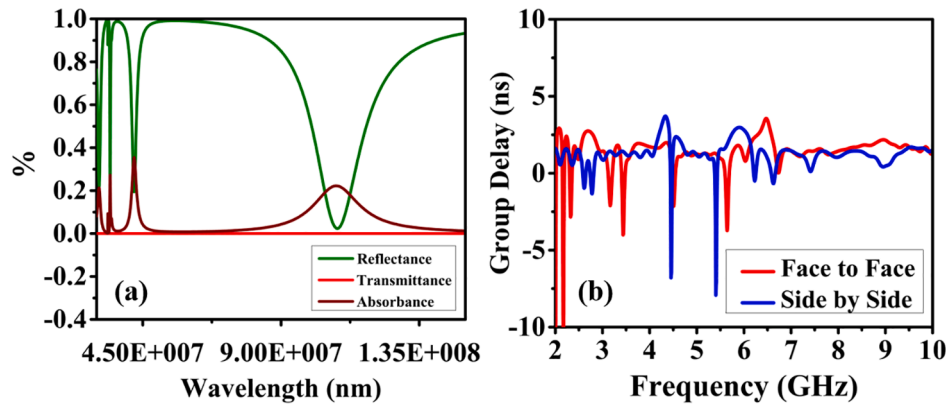 1.0
0.8
0.6
0.4
0.2
0.0
-0.2
-0.4
%
(a)
Reflectance
Transmittance
Absorbance
4.50E+007 9.00E+007 1.35E+008
Wavelength (nm)
10
5
0
-5
-10
Group Delay (ns)
(b)
Face to Face
Side by Side
2 3 4 5 6 7 8 9 10
Frequency (GHz)